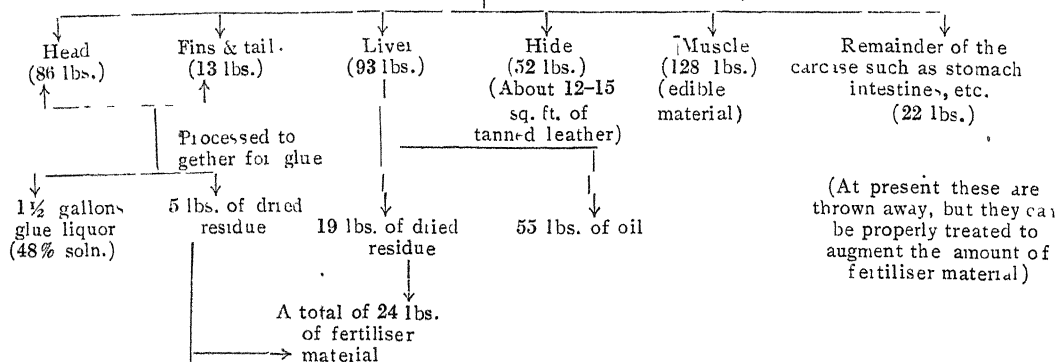 Head
(86 lbs.)
Fins & tail.
(13 lbs.)
Liver
(93 lbs.)
Hide
(52 lbs.)
(About 12–15
sq. ft. of
tanned leather)
Muscle
(128 lbs.)
(edible
material)
Remainder of the
carcise such as stomach
intestines, etc.
(22 lbs.)
Processed to
gether for glue
1½ gallons
glue liquor
(48% soln.)
5 lbs. of dried
residue
19 lbs. of dried
residue
55 lbs. of oil
(At present these are
thrown away, but they can
be properly treated to
augment the amount of
fertiliser material)
A total of 24 lbs.
of fertiliser
material